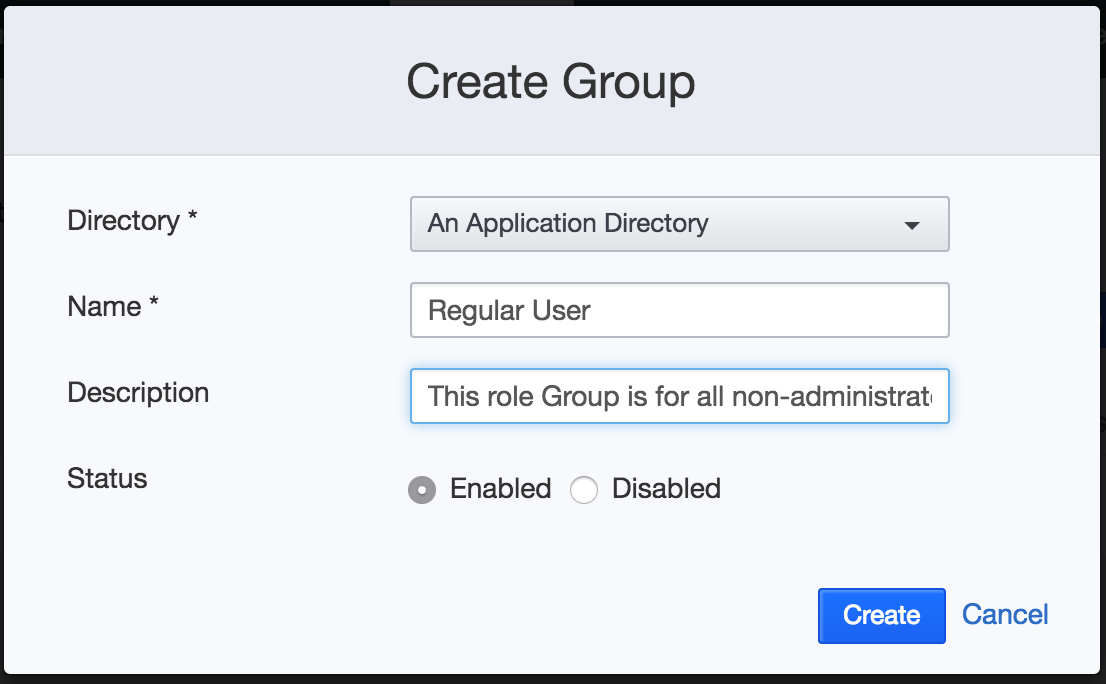 Create Group
Directory *
An Application Directory
Name *
Regular User
Description
This role Group is for all non-administrat
Status
Enabled Disabled
Create Cancel